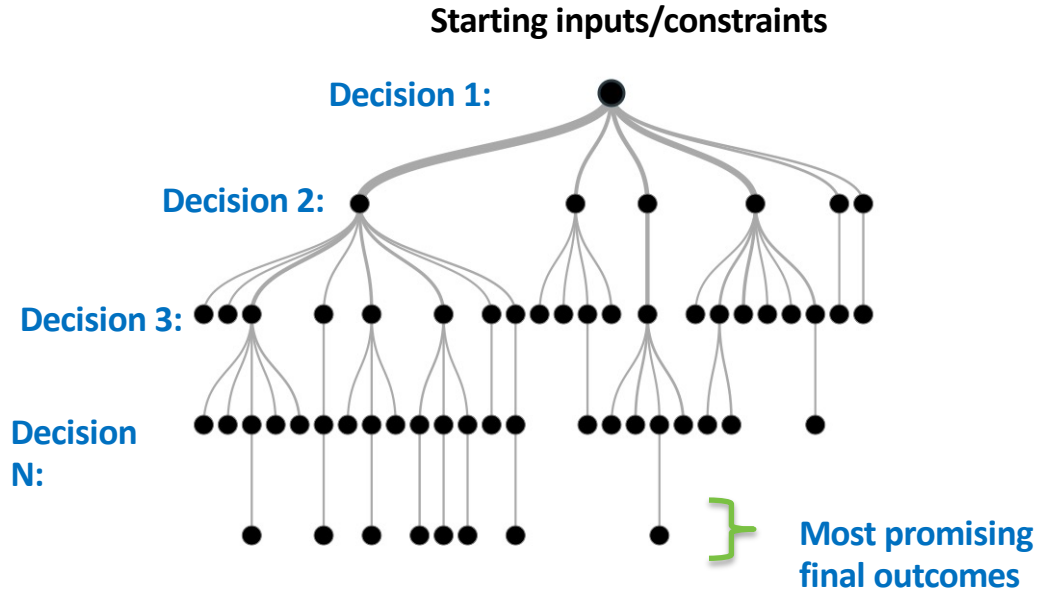 Starting inputs/constraints
Decision 1:
Decision 2:
Decision 3:
Decision
N:
Most promising
final outcomes